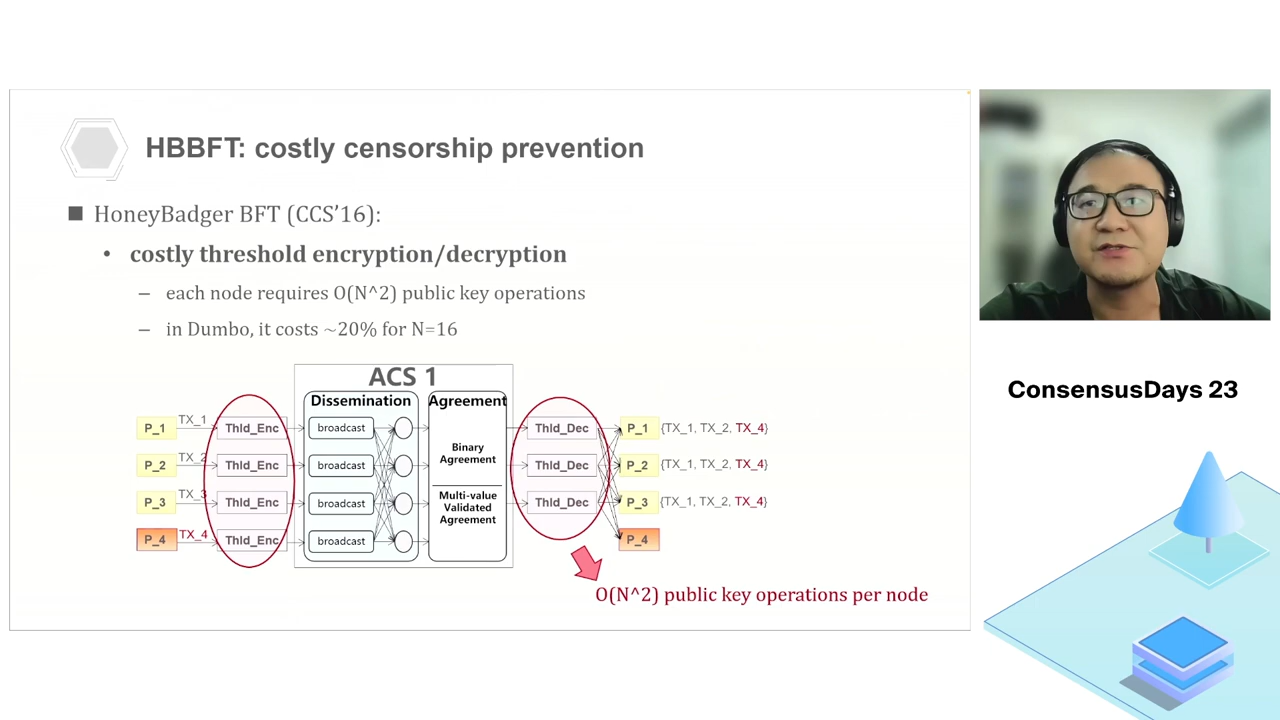 HBBFT: costly censorship prevention
■ HoneyBadger BFT (CCS'16):
• costly threshold encryption/decryption
– each node requires O(N^2) public key operations
– in Dumbo, it costs ~20% for N=16
ACS 1
Dissemination
Agreement
P_1 TX_1 Thld_Enc broadcast Thld_Dec P_1 {TX_1, TX_2, TX_4}
Binary
Agreement
P_2 TX_2 Thld_Enc broadcast Thld_Dec P_2 {TX_1, TX_2, TX_4}
Multi-value
Validated
Agreement
P_3 TX_3 Thld_Enc broadcast Thld_Dec P_3 {TX_1, TX_2, TX_4}
P_4 TX_4 Thld_Enc broadcast P_4
O(N^2) public key operations per node
ConsensusDays 23